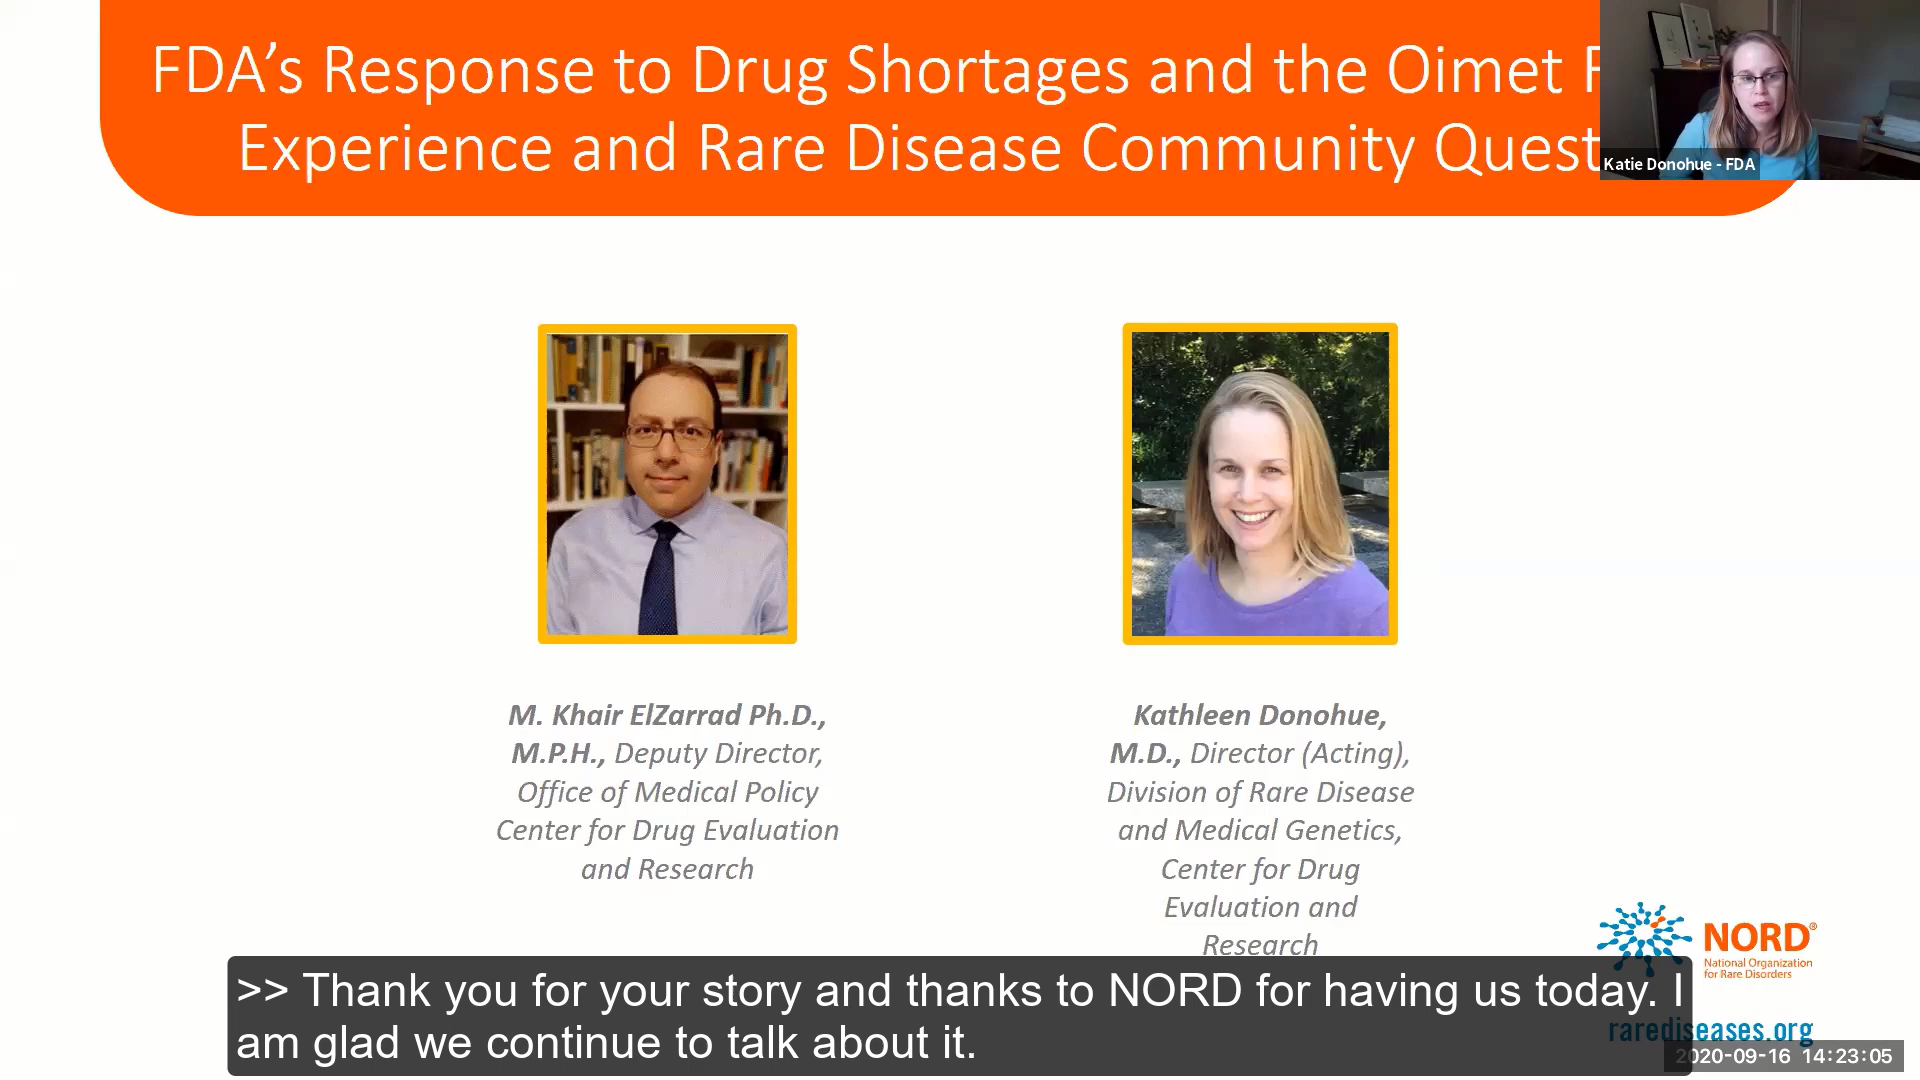 FDA's Response to Drug Shortages and the Oimet
Experience and Rare Disease Community
Katie Donohue - FDA
M. Khair ElZarrad Ph.D.,
M.P.H., Deputy Director,
Office of Medical Policy
Center for Drug Evaluation
and Research
Kathleen Donohue,
M.D., Director (Acting),
Division of Rare Disease
and Medical Genetics,
Center for Drug
Evaluation and
Research
NORD®
National Organization
for Rare Disorders
>> Thank you for your story and thanks to NORD for having us today. I
am glad we continue to talk about it.
rarediseases.org
2020-09-16 14:23:05